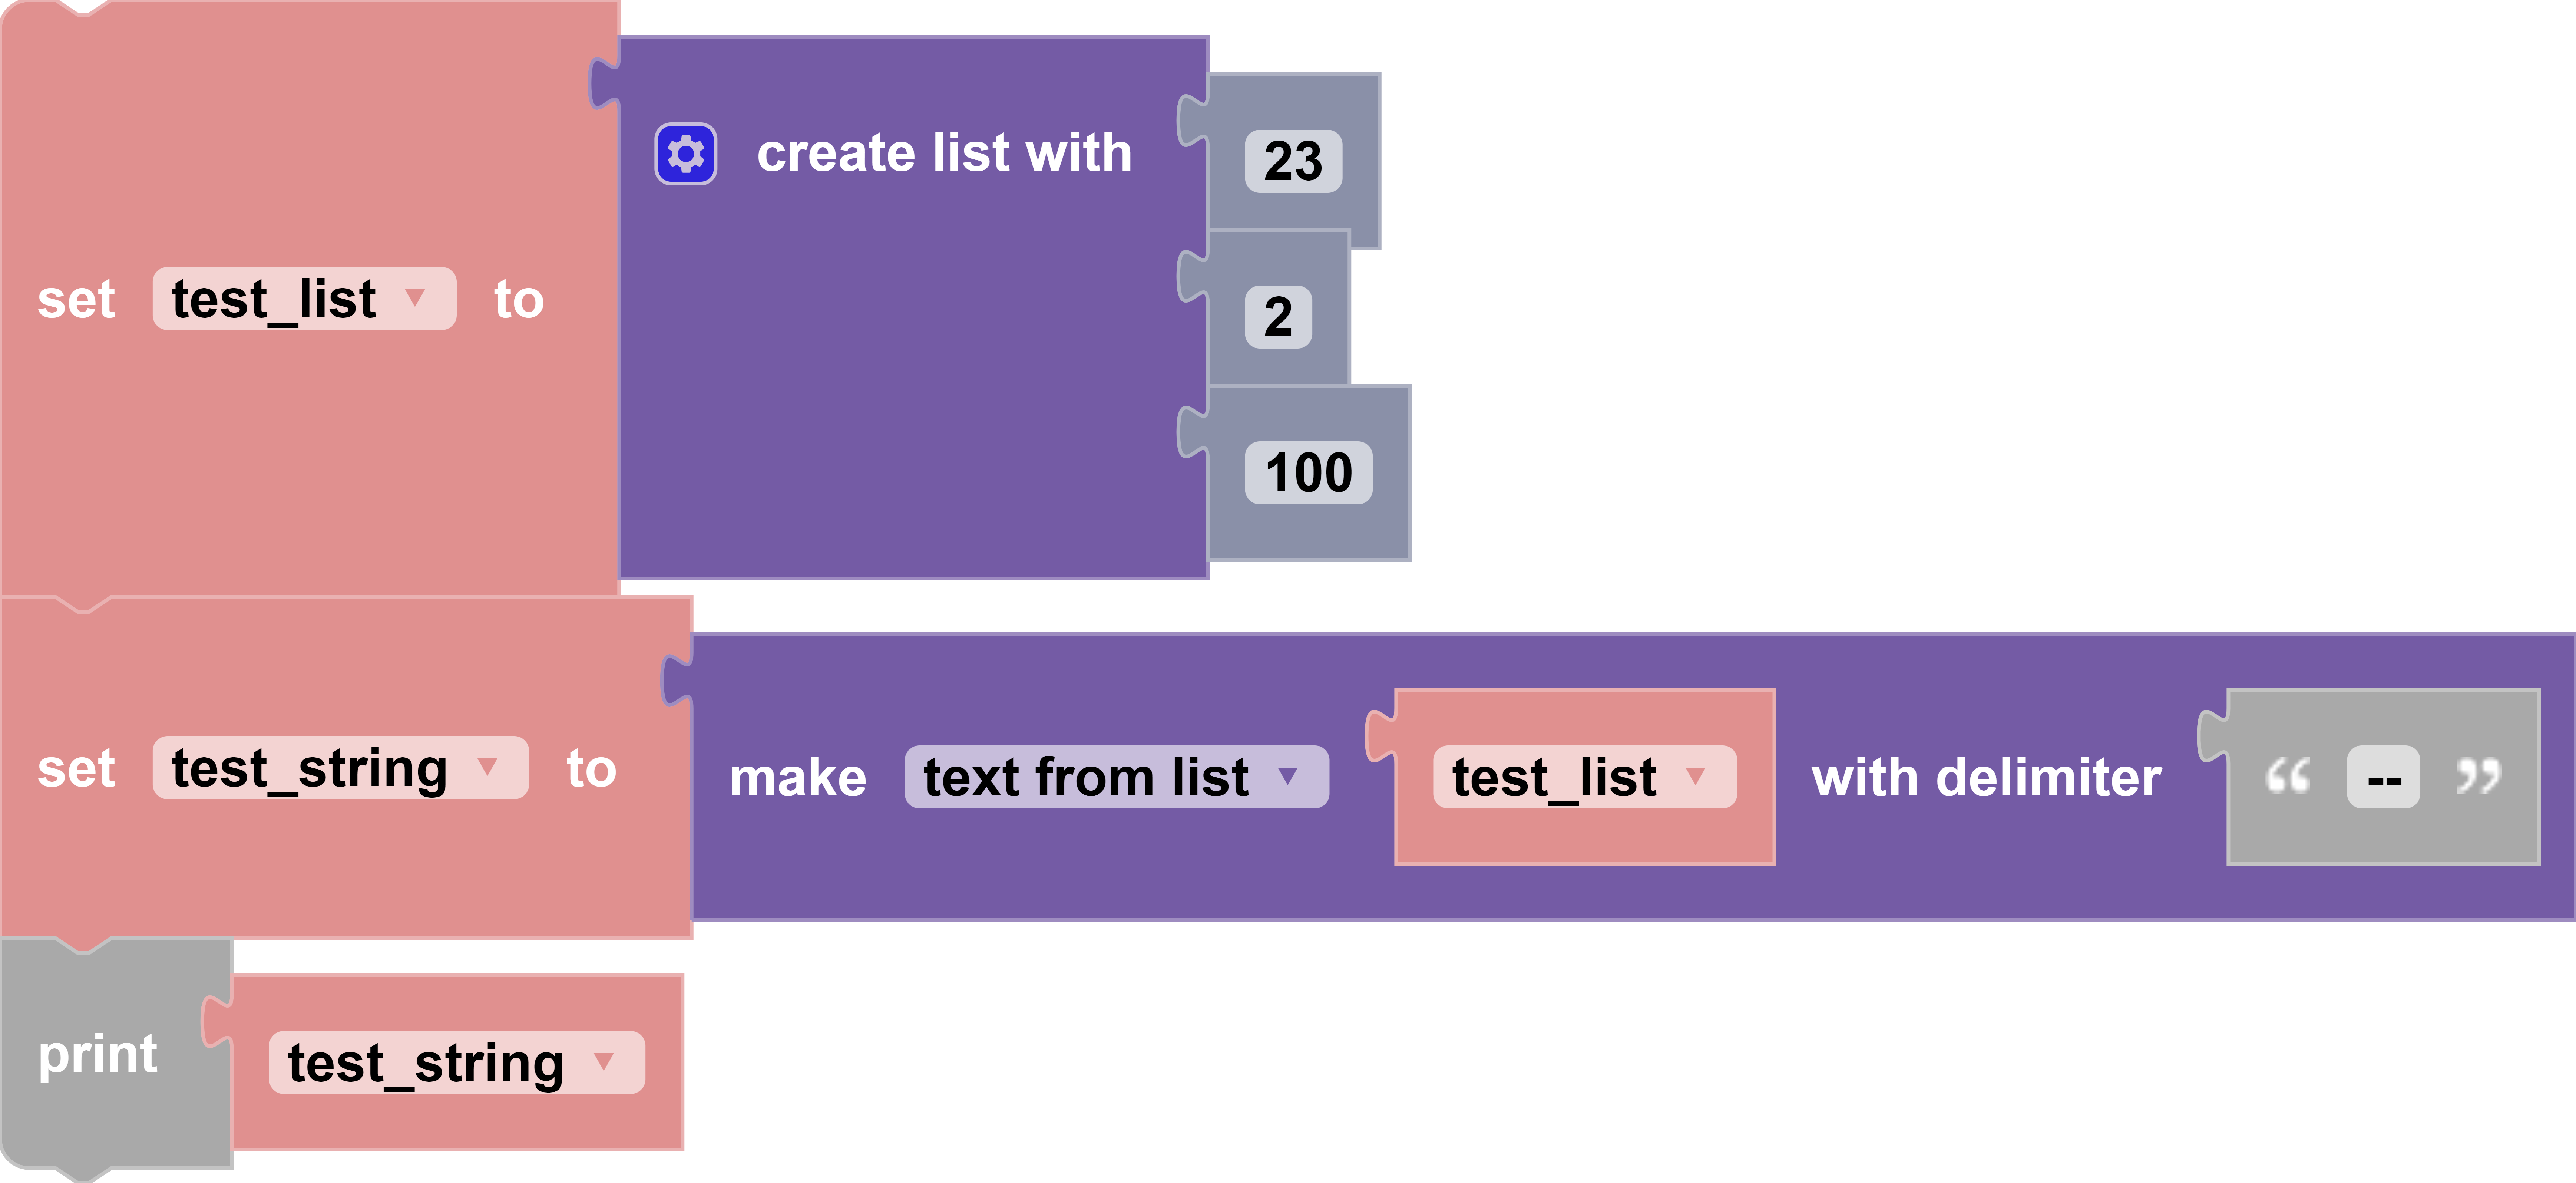 create list with 23
2
set test_list ▼ to
100
set test_string ▼ to make text from list ▼ test_list ▼ with delimiter “ -- ”
print test_string ▼